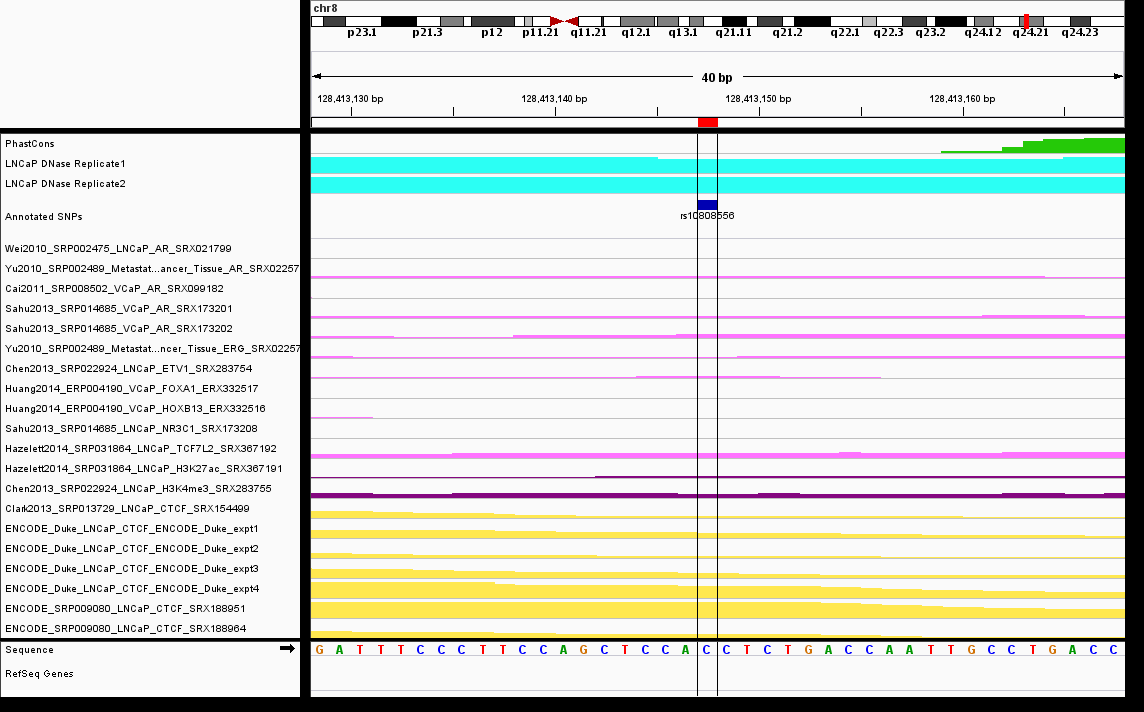 chr8
p23.1 p21.3 p12 p11.21 q11.21 q12.1 q13.1 q21.11 q21.2 q22.1 q22.3 q23.2 q24.12 q24.21 q24.23
40 bp
128,413,130 bp 128,413,140 bp 128,413,150 bp 128,413,160 bp
PhastCons
LNCaP DNase Replicate1
LNCaP DNase Replicate2
Annotated SNPs
rs10808556
Wei2010_SRP002475_LNCaP_AR_SRX021799
Yu2010_SRP002489_Metastat...ancer_Tissue_AR_SRX02257
Cai2011_SRP008502_VCaP_AR_SRX099182
Sahu2013_SRP014685_VCaP_AR_SRX173201
Sahu2013_SRP014685_VCaP_AR_SRX173202
Yu2010_SRP002489_Metastat...ncer_Tissue_ERG_SRX02257
Chen2013_SRP022924_LNCaP_ETV1_SRX283754
Huang2014_ERP004190_VCaP_FOXA1_ERX332517
Huang2014_ERP004190_VCaP_HOXB13_ERX332516
Sahu2013_SRP014685_LNCaP_NR3C1_SRX173208
Hazelett2014_SRP031864_LNCaP_TCF7L2_SRX367192
Hazelett2014_SRP031864_LNCaP_H3K27ac_SRX367191
Chen2013_SRP022924_LNCaP_H3K4me3_SRX283755
Clark2013_SRP013729_LNCaP_CTCF_SRX154499
ENCODE_Duke_LNCaP_CTCF_ENCODE_Duke_expt1
ENCODE_Duke_LNCaP_CTCF_ENCODE_Duke_expt2
ENCODE_Duke_LNCaP_CTCF_ENCODE_Duke_expt3
ENCODE_Duke_LNCaP_CTCF_ENCODE_Duke_expt4
ENCODE_SRP009080_LNCaP_CTCF_SRX188951
ENCODE_SRP009080_LNCaP_CTCF_SRX188964
Sequence G A T T T C C C T T C C A G C T C C A C C T C T G A C C A A T T G C C T G A C C
RefSeq Genes